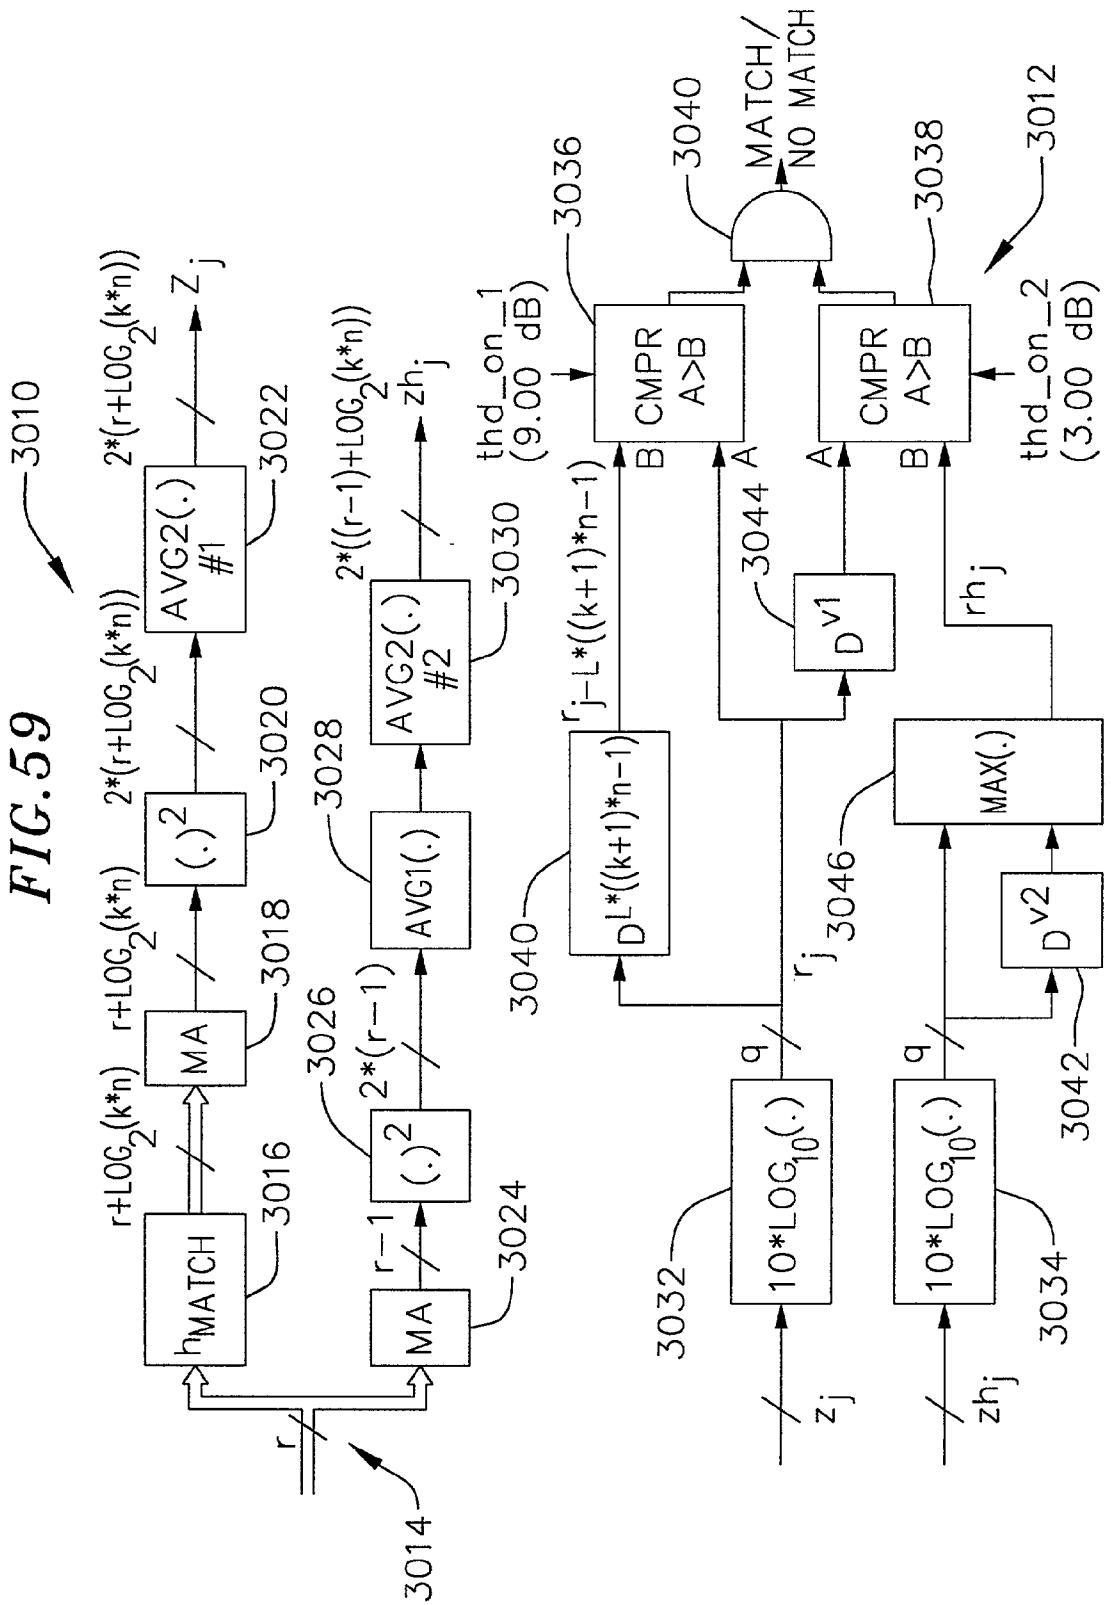 FIG.59
3010
r+LOG2(k*n)
r+LOG2(k*n)
2*(r+LOG2(k*n))
2*(r+LOG2(k*n))
hMATCH
MA
(.)2
AVG2(.)
#1
Zj
3016
3018
3020
3022
r
3014
MA
r-1
(.)2
2*(r-1)
AVG1(.)
AVG2(.)
#2
2*((r-1)+LOG2(k*n))
zhj
3024
3026
3028
3030
zj
3032
10*LOG10(.)
q
rj
3040
DL*((k+1)*n-1)
rj-L*((k+1)*n-1)
thd_on_1
(9.00 dB)
3036
B
A
CMPR
A>B
3044
Dv1
3040
MATCH/
NO MATCH
zhj
10*LOG10(.)
3034
q
Dv2
3042
3046
MAX(.)
rhj
A
B
CMPR
A>B
3038
thd_on_2
(3.00 dB)
3012